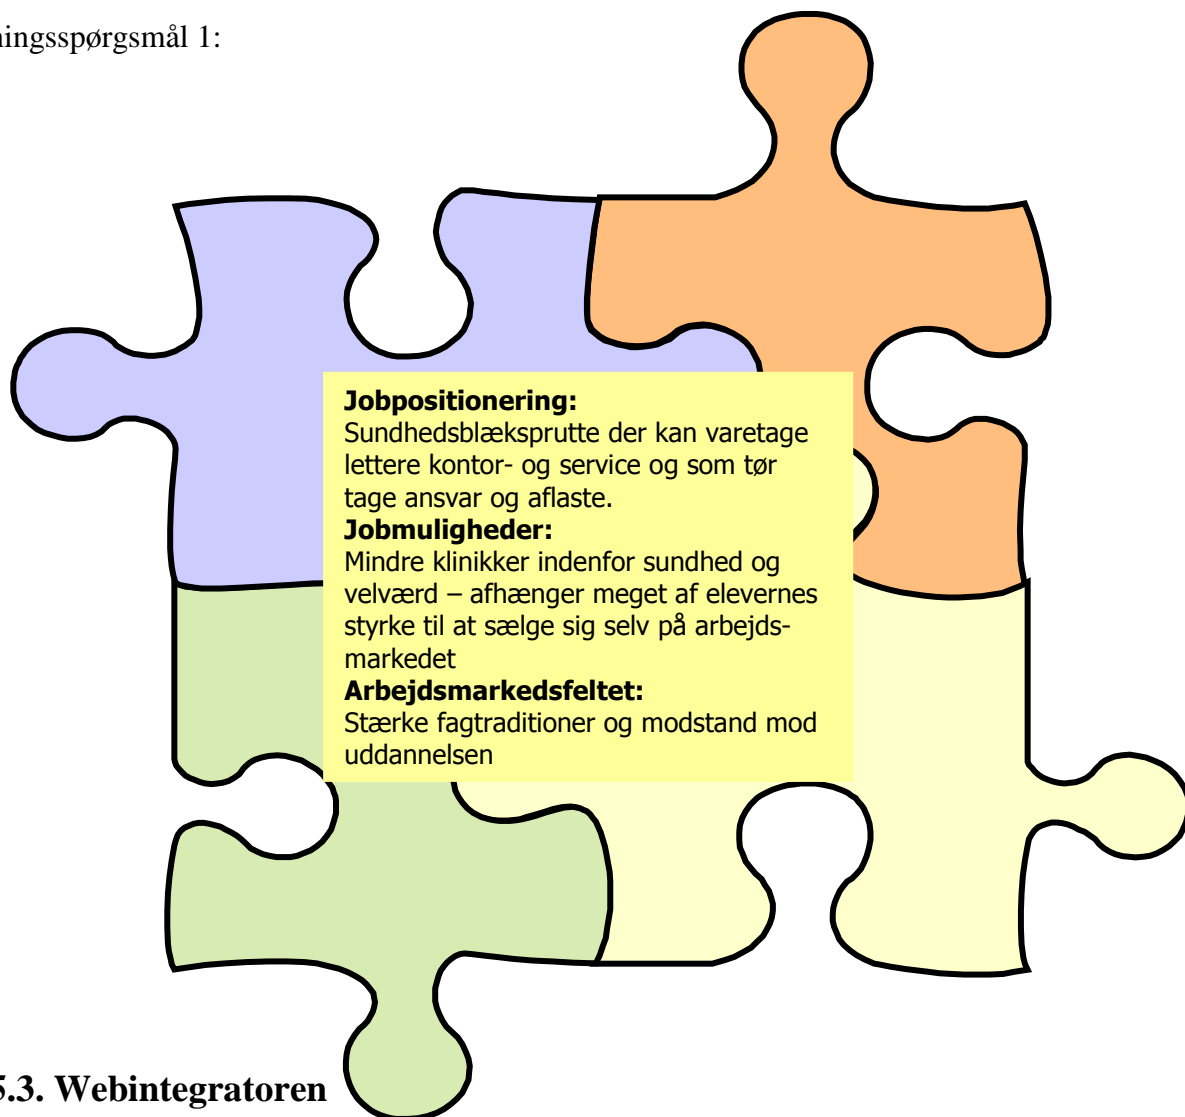 ningsspørgsmål 1:
Jobpositionering:
Sundhedsblæksprutte der kan varetage
lettere kontor- og service og som tør
tage ansvar og aflaste.
Jobmuligheder:
Mindre klinikker indenfor sundhed og
velværd – afhænger meget af elevernes
styrke til at sælge sig selv på arbejds-
markedet
Arbejdsmarkedsfeltet:
Stærke fagtraditioner og modstand mod
uddannelsen
5.3. Webintegratoren